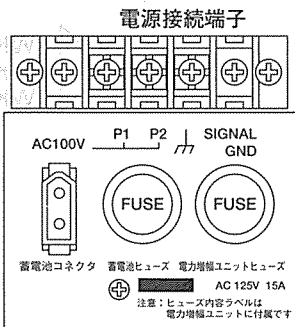 電源接続端子
AC100V P1 P2 SIGNAL GND
FUSE FUSE
蓄電池コネクタ 蓄電池ヒューズ 電力増幅ユニットヒューズ
AC 125V 15A
注意：ヒューズ内容ラベルは
電力増幅ユニットに付属です